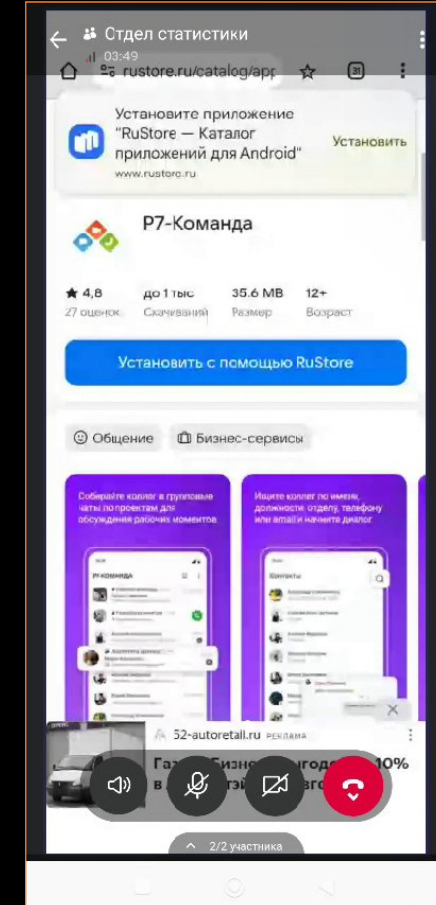 Отдел статистики
03:49
rustore.ru/catalog/app
31
Установите приложение
"RuStore — Каталог
приложений для Android"
www.rustore.ru
Установить
Р7-Команда
4,8
до 1 тыс
35.6 MB
12+
27 оценок
Скачиваний
Размер
Возраст
Установить с помощью RuStore
Общение
Бизнес-сервисы
Собирайте коллег в групповые
чаты по проектам для
обсуждения рабочих моментов
Ищите коллег по имени,
должности, отделу, телефону
или email и начните диалог
Р7-КОМАНДА
Контакты
52-autoretail.ru РЕКЛАМА
10%
2/2 участника